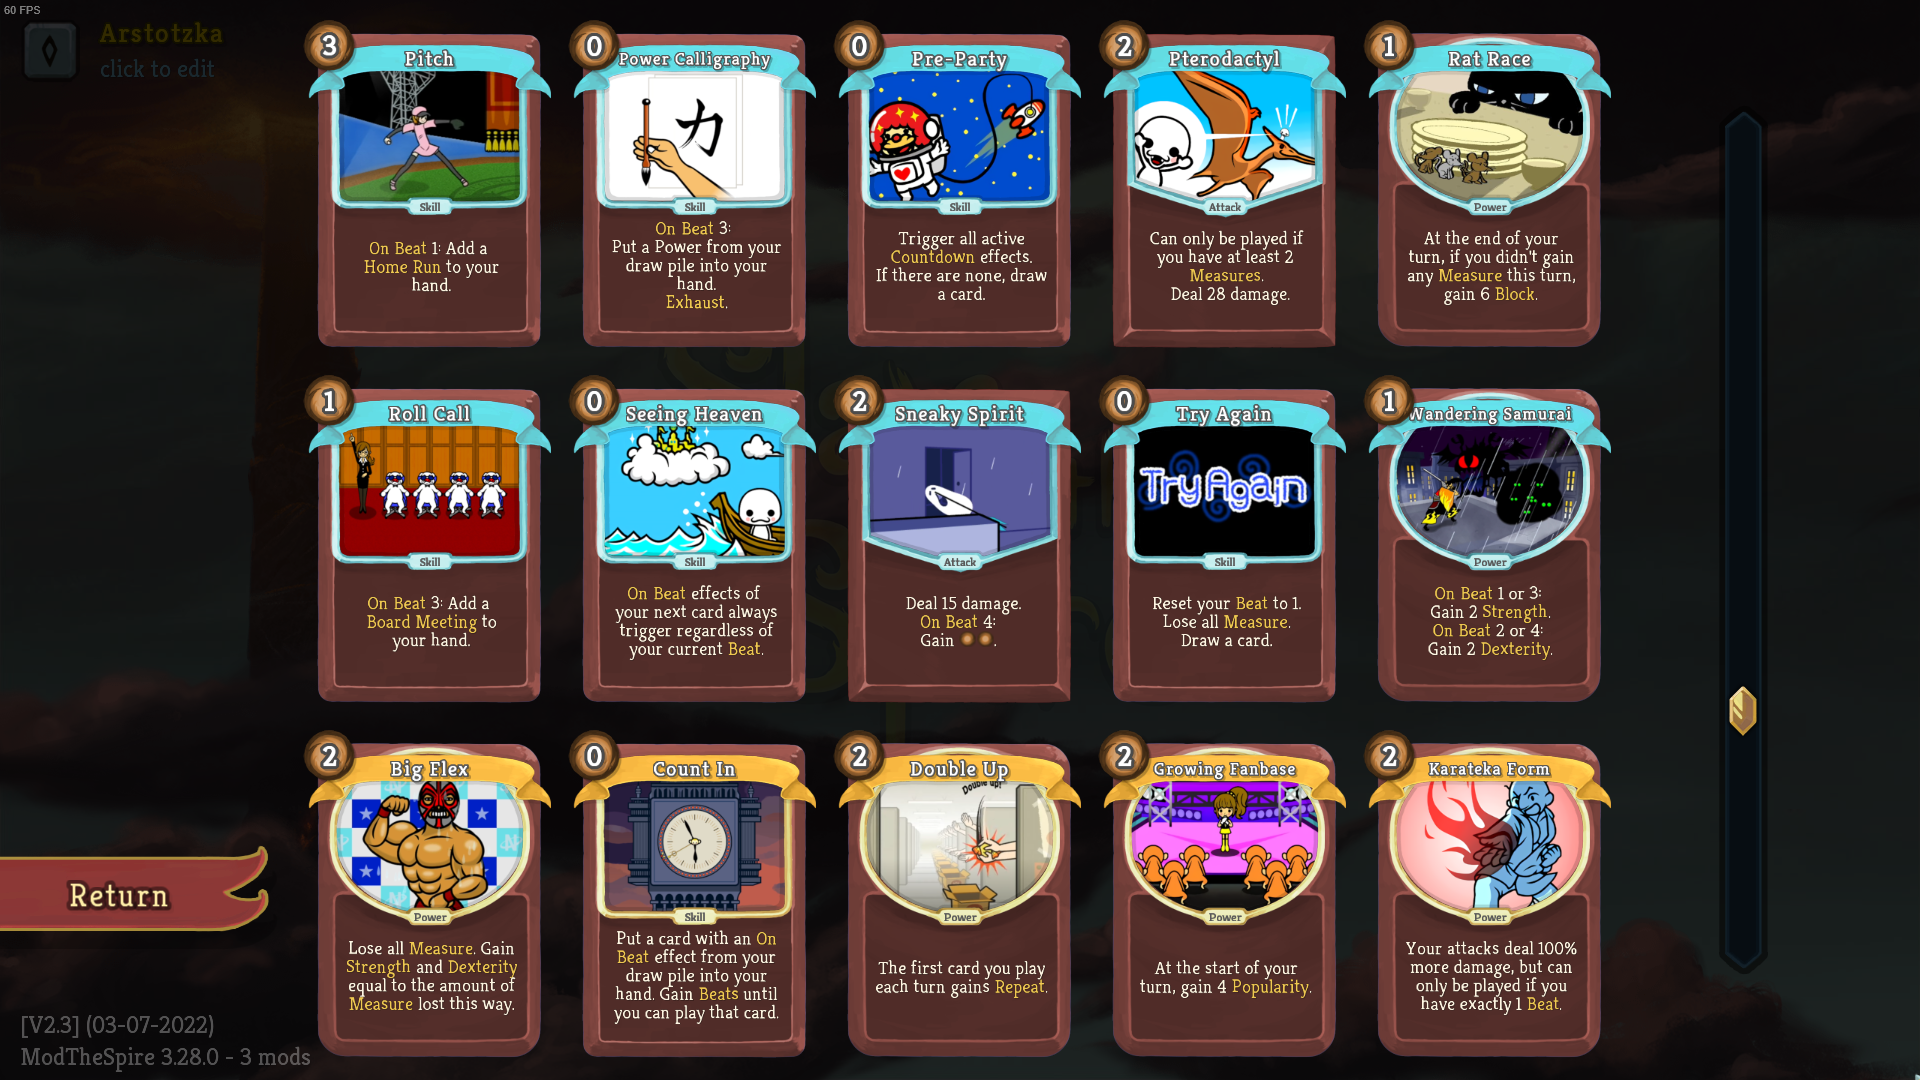 60 FPS
Arstotzka
click to edit
3
Pitch
Skill
On Beat 1: Add a
Home Run to your
hand.
0
Power Calligraphy
力
Skill
On Beat 3:
Put a Power from your
draw pile into your
hand.
Exhaust.
0
Pre-Party
Skill
Trigger all active
Countdown effects.
If there are none, draw
a card.
2
Pterodactyl
Attack
Can only be played if
you have at least 2
Measures.
Deal 28 damage.
1
Rat Race
Power
At the end of your
turn, if you didn't gain
any Measure this turn,
gain 6 Block.
1
Roll Call
Skill
On Beat 3: Add a
Board Meeting to
your hand.
0
Seeing Heaven
Skill
On Beat effects of
your next card always
trigger regardless of
your current Beat.
2
Sneaky Spirit
Attack
Deal 15 damage.
On Beat 4:
Gain .
0
Try Again
Try Again
Skill
Reset your Beat to 1.
Lose all Measure.
Draw a card.
1
Wandering Samurai
Power
On Beat 1 or 3:
Gain 2 Strength.
On Beat 2 or 4:
Gain 2 Dexterity.
2
Big Flex
Power
Lose all Measure. Gain
Strength and Dexterity
equal to the amount of
Measure lost this way.
0
Count In
Skill
Put a card with an On
Beat effect from your
draw pile into your
hand. Gain Beats until
you can play that card.
2
Double Up
Double up!
Power
The first card you play
each turn gains Repeat.
2
Growing Fanbase
Power
At the start of your
turn, gain 4 Popularity.
2
Karateka Form
Power
Your attacks deal 100%
more damage, but can
only be played if you
have exactly 1 Beat.
Return
[V2.3] (03-07-2022)
ModTheSpire 3.28.0 - 3 mods